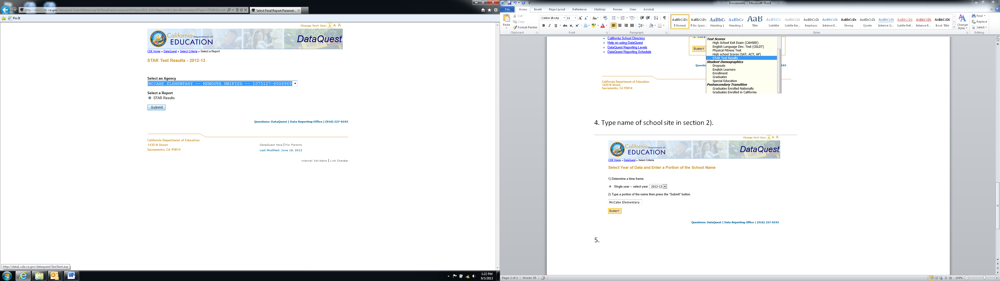 http://data1.cde.ca.gov/dataquest/SearchName.asp?rbTimeFrame=oneyear&rYear=2012-13&cName=McCabe+Elementary&Topic=STAR&Level=
Select Final Report Paramet...
Pin It
Change Text Size: A A A
California Department of
EDUCATION
DataQuest
CDE Home » DataQuest » Select Criteria » Select a Report
STAR Test Results - 2012-13
Select an Agency
MCCABE ELEMENTARY -- MENDOTA UNIFIED -- 1075127-6006969
Select a Report
STAR Results
Submit
Questions: DataQuest | Data Reporting Office | (916) 327-0193
California Department of Education
1430 N Street
Sacramento, CA 95814
DataQuest Help | For Parents
Last Modified: June 18, 2013
Internal Validator | Link Checker
http://data1.cde.ca.gov/dataquest/StarStart.asp
1:22 PM
9/3/2013
Document1 - Microsoft Word
File Home Insert Page Layout References Mailings Review View Acrobat
Paste
Cut
Copy
Format Painter
Clipboard
Calibri (Body) 11
Font
Paragraph
AaBbCcDc ¶ Normal
AaBbCcDc ¶ No Spaci...
AaBbC( Heading 1
AaBbCc Heading 2
AaB Title
AaBbCc. Subtitle
AaBbCcDc Subtle Em...
AaBbCcDc Emphasis
AaBbCcDc Intense E...
AaBbCcDc Strong
AaBbCcDc Quote
AaBbCcDc Intense Q...
AABBCCDD Subtle Ref...
AABBCCDD Intense R...
AaBbCcDc Book Title
Styles
Change Styles
Find
Replace
Select
Editing
California School Directory
Help on using DataQuest
DataQuest Reporting Levels
DataQuest Reporting Schedule
SUBMIT
Test Scores
High School Exit Exam (CAHSEE)
English Language Dev. Test (CELDT)
Physical Fitness Test
High school Scores (SAT, ACT, AP)
STAR Test Results
Student Demographics
Dropouts
English Learners
Enrollment
Graduates
Special Education
Postsecondary Transition
Graduates Enrolled Nationally
Graduates Enrolled in California
Questio
193
California Department of Education
1430 N Street
Sacramento, CA 95814
4. Type name of school site in section 2).
Change Text Size: A A A
California Department of
EDUCATION
DataQuest
CDE Home » DataQuest » Select Criteria
Select Year of Data and Enter a Portion of the School Name
1) Determine a time frame.
Single year -- select year: 2012-13
2) Type a portion of the name then press the "Submit" button.
McCabe Elementary
SUBMIT
Questions: DataQuest | Data Reporting Office | (916) 327-0193
5.
Page: 2 of 2
Words: 55
190%